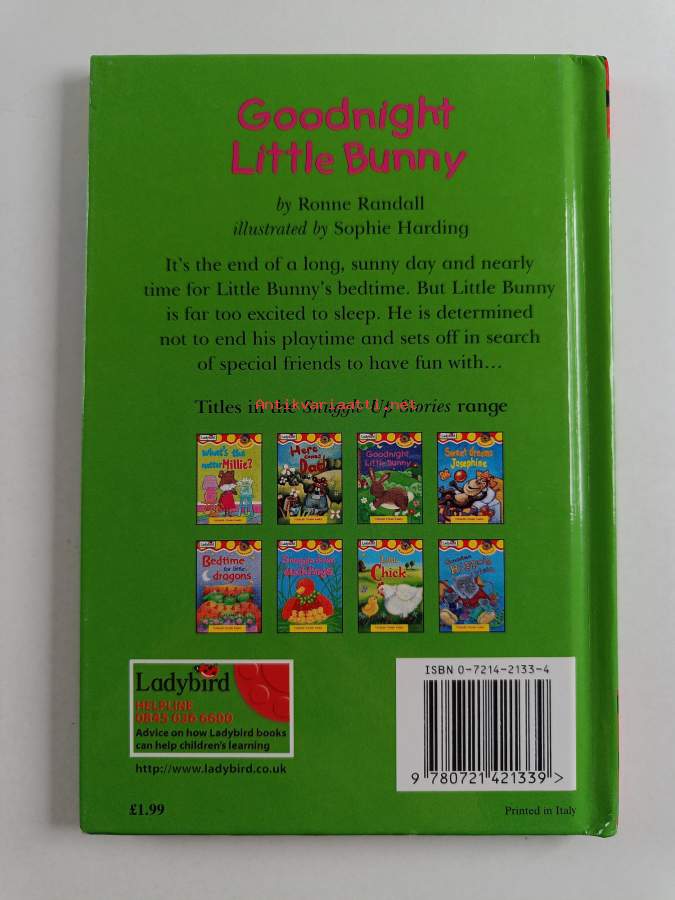 Goodnight
Little Bunny
by Ronne Randall
illustrated by Sophie Harding
It's the end of a long, sunny day and nearly
time for Little Bunny's bedtime. But Little Bunny
is far too excited to sleep. He is determined
not to end his playtime and sets off in search
of special friends to have fun with...
Antikvariaatti.net
Titles in the Snuggle Up Stories range
What's the
matter
Millie?
Here
comes
Dad
Goodnight,
Little Bunny
Sweet Dreams
Josephine
Bedtime
for little
dragons
Little
Chick
Ladybird
HELPLINE
0845 036 6600
Advice on how Ladybird books
can help children's learning
http://www.ladybird.co.uk
ISBN 0-7214-2133-4
9 780721 421339 >
£1.99
Printed in Italy